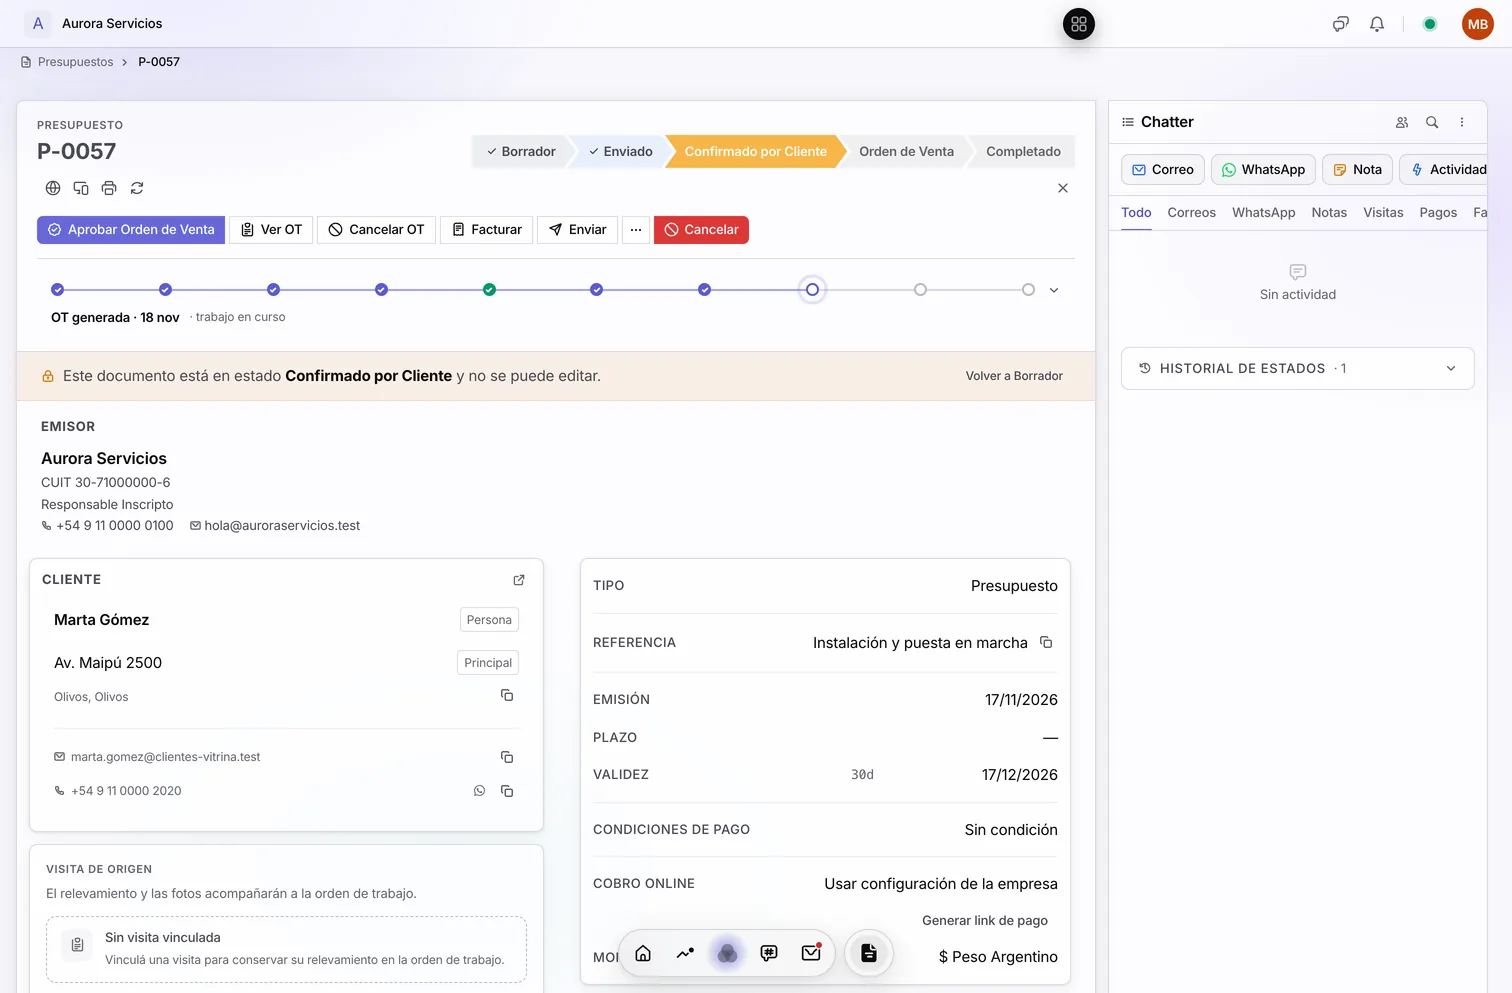 A Aurora Servicios
MB
Presupuestos > P-0057
PRESUPUESTO
P-0057
Borrador
Enviado
Confirmado por Cliente
Orden de Venta
Completado
Aprobar Orden de Venta
Ver OT
Cancelar OT
Facturar
Enviar
...
Cancelar
OT generada · 18 nov · trabajo en curso
Este documento está en estado Confirmado por Cliente y no se puede editar.
Volver a Borrador
EMISOR
Aurora Servicios
CUIT 30-71000000-6
Responsable Inscripto
+54 9 11 0000 0100 hola@auroraservicios.test
CLIENTE
Marta Gómez
Persona
Av. Maipú 2500
Principal
Olivos, Olivos
marta.gomez@clientes-vitrina.test
+54 9 11 0000 2020
VISITA DE ORIGEN
El relevamiento y las fotos acompañarán a la orden de trabajo.
Sin visita vinculada
Vinculá una visita para conservar su relevamiento en la orden de trabajo.
TIPO Presupuesto
REFERENCIA Instalación y puesta en marcha
EMISIÓN 17/11/2026
PLAZO —
VALIDEZ 30d 17/12/2026
CONDICIONES DE PAGO Sin condición
COBRO ONLINE Usar configuración de la empresa
Generar link de pago
$ Peso Argentino
Chatter
Correo
WhatsApp
Nota
Actividad
Todo
Correos
WhatsApp
Notas
Visitas
Pagos
Sin actividad
HISTORIAL DE ESTADOS · 1